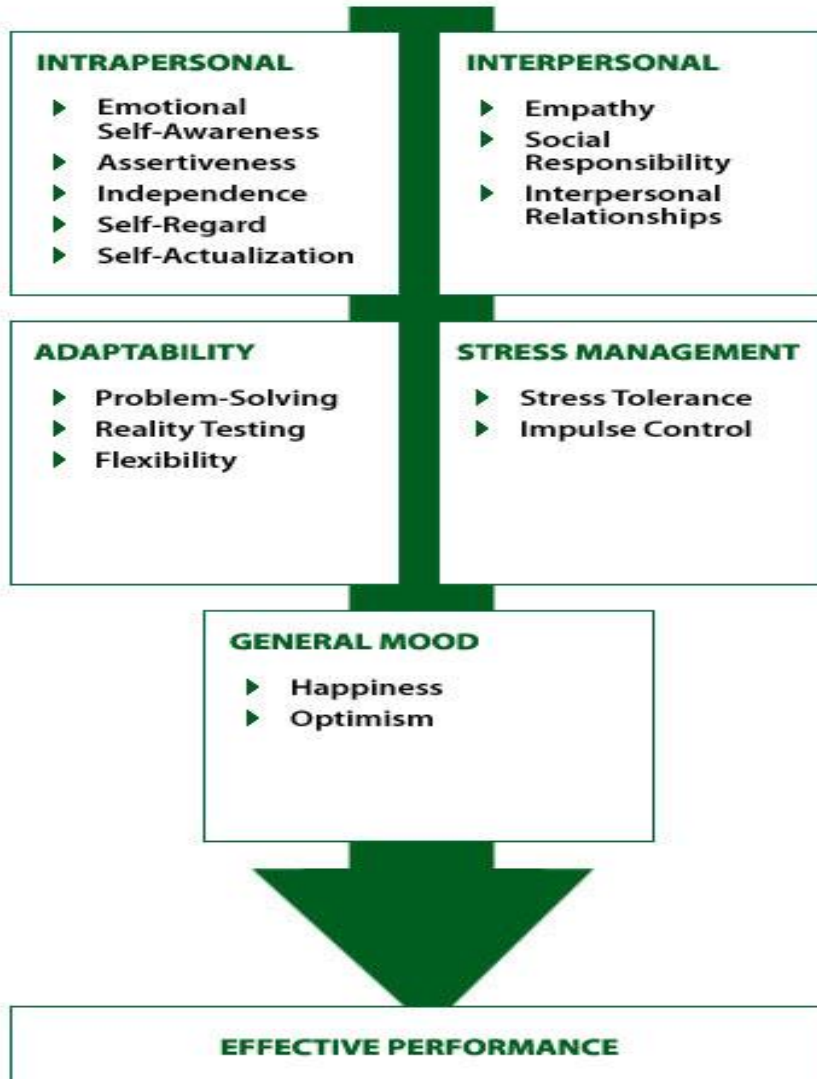 INTRAPERSONAL
Emotional
Self-Awareness
Assertiveness
Independence
Self-Regard
Self-Actualization
INTERPERSONAL
Empathy
Social
Responsibility
Interpersonal
Relationships
ADAPTABILITY
Problem-Solving
Reality Testing
Flexibility
STRESS MANAGEMENT
Stress Tolerance
Impulse Control
GENERAL MOOD
Happiness
Optimism
EFFECTIVE PERFORMANCE